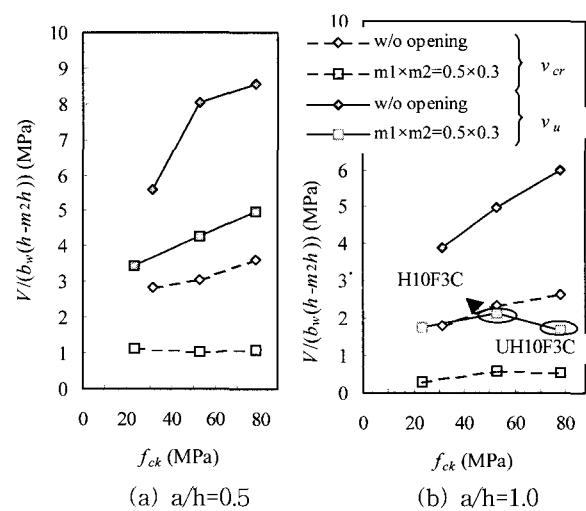 10
9
8
7
6
5
4
3
2
1
0
V/(b_w(h-m2h)) (MPa)
0 20 40 60 80
f_ck (MPa)
(a) a/h=0.5
10
w/o opening
m1×m2=0.5×0.3
v_cr
w/o opening
m1×m2=0.5×0.3
v_u
6
5
4
3
2
1
0
V/(b_w(h-m2h)) (MPa)
H10F3C
UH10F3C
0 20 40 60 80
f_ck (MPa)
(b) a/h=1.0